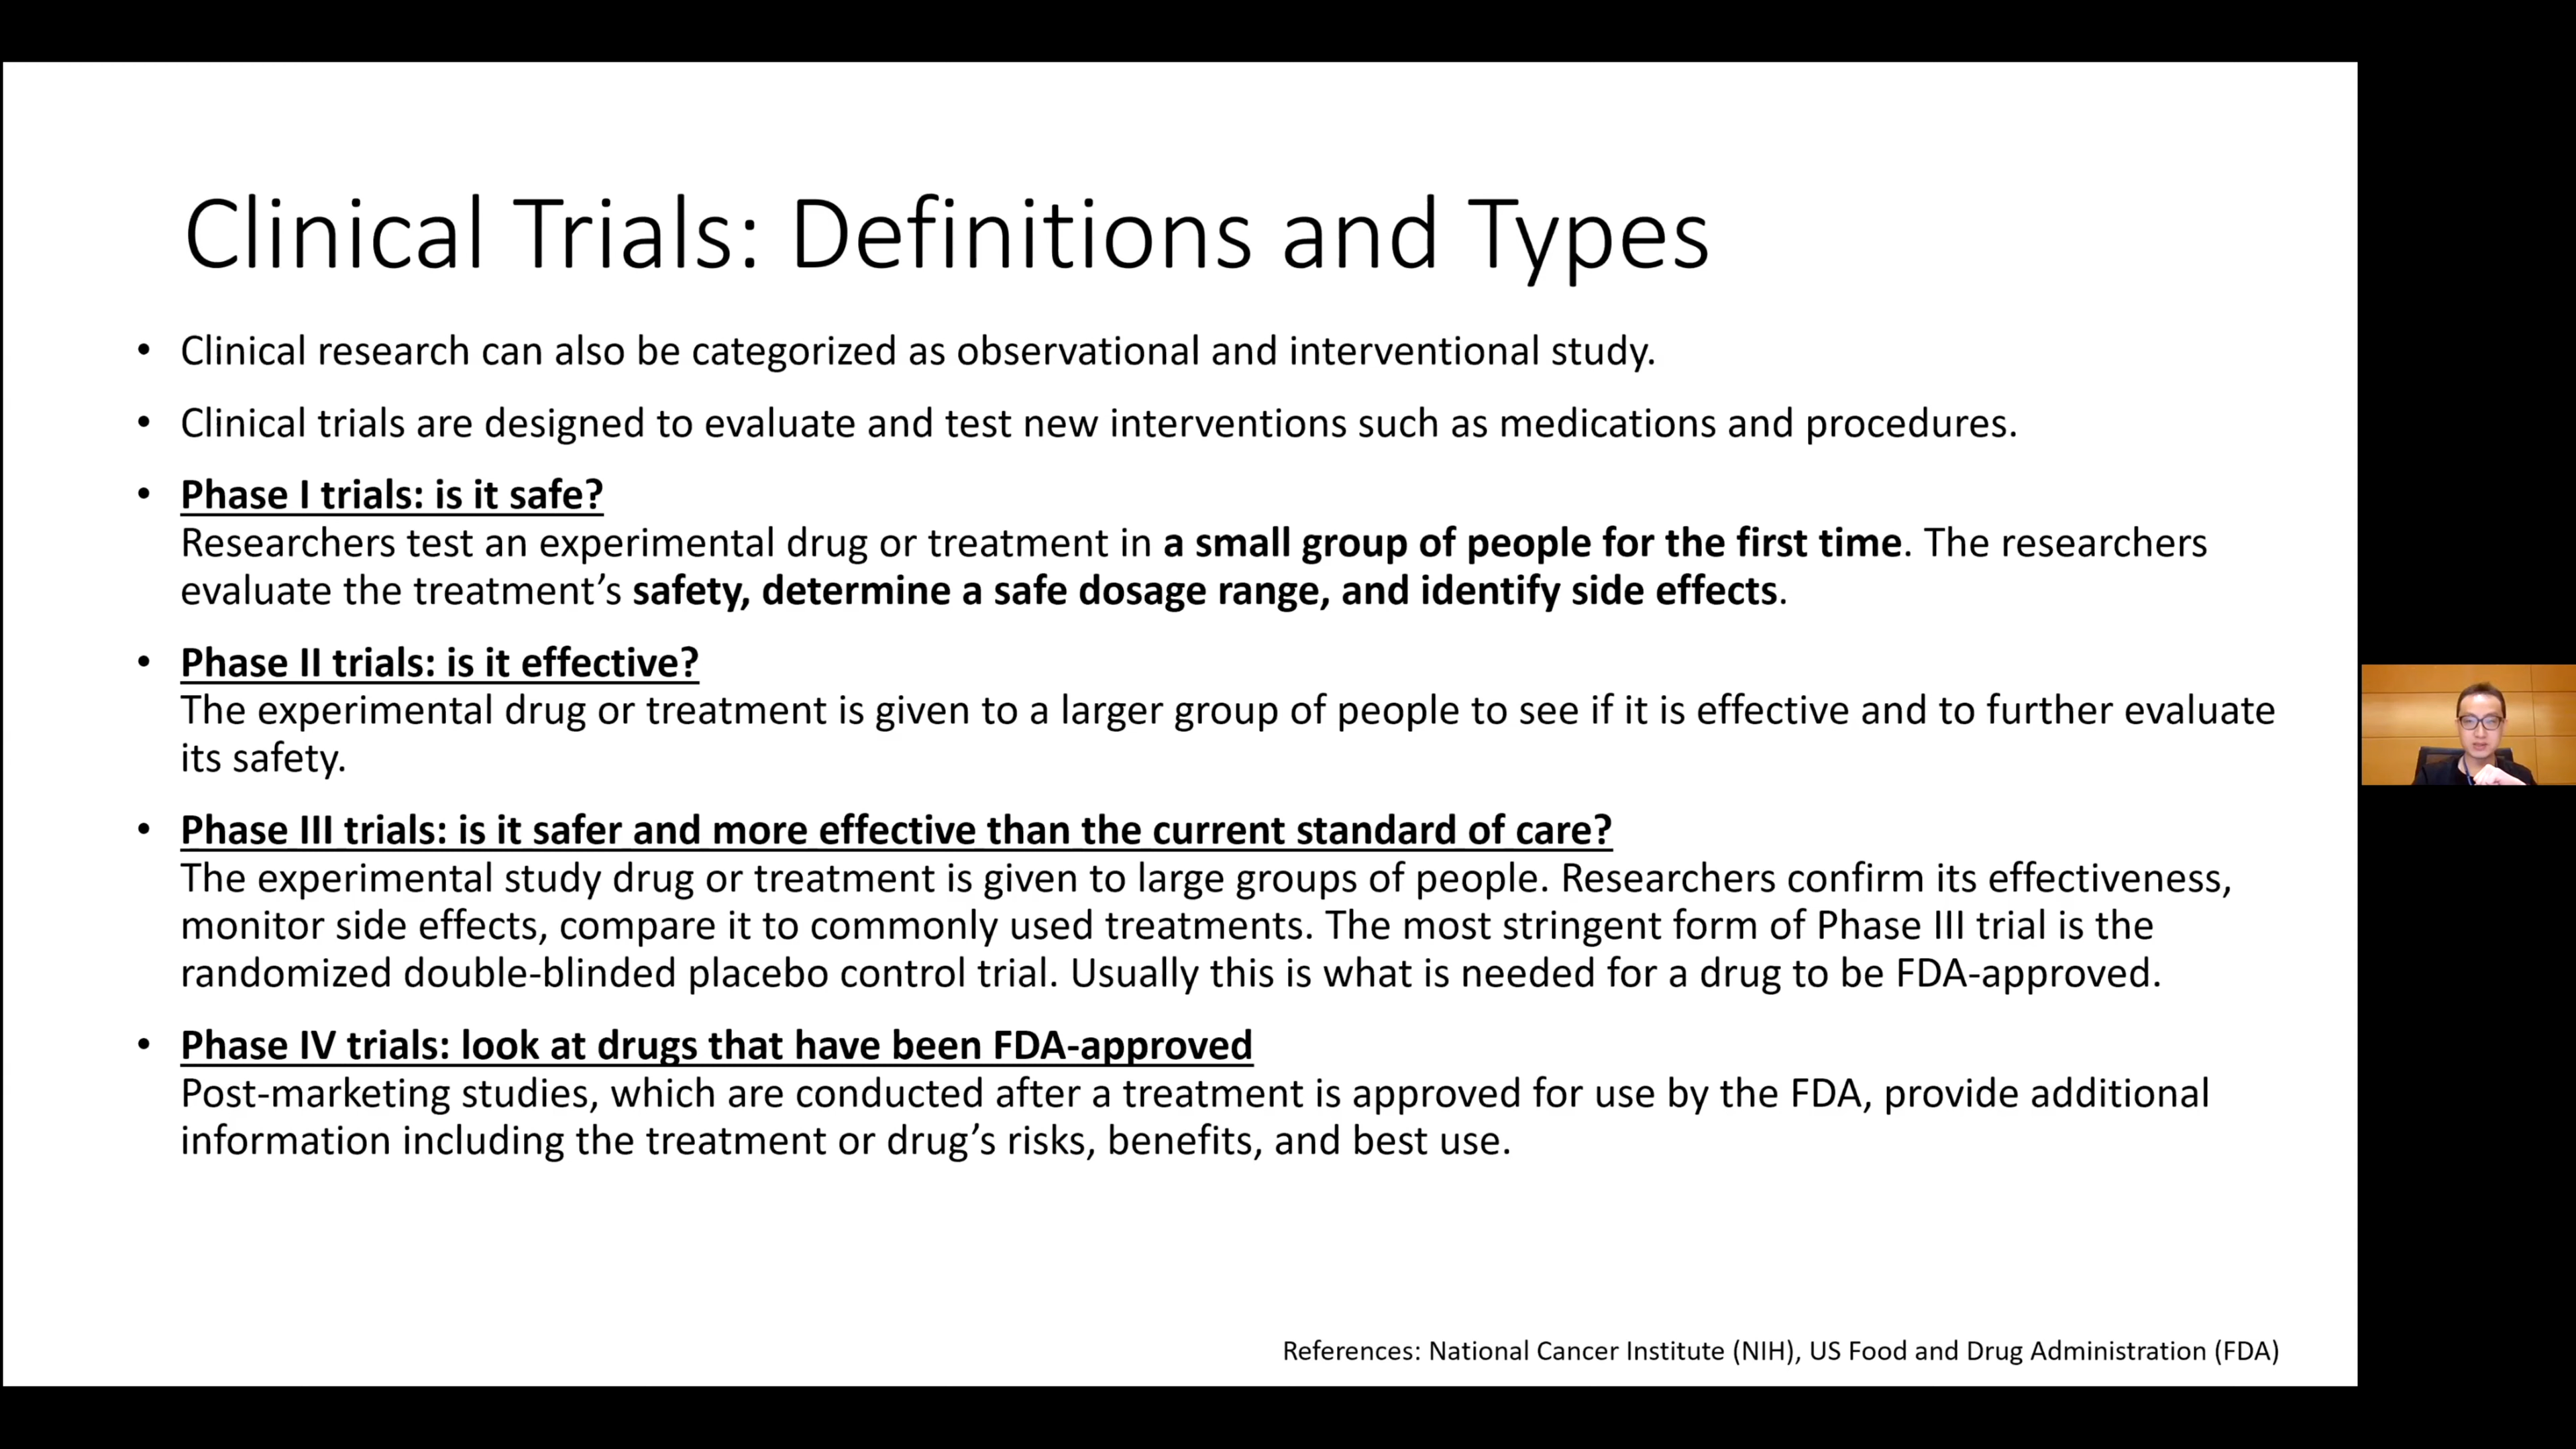 Clinical Trials: Definitions and Types
• Clinical research can also be categorized as observational and interventional study.
• Clinical trials are designed to evaluate and test new interventions such as medications and procedures.
• Phase I trials: is it safe?
Researchers test an experimental drug or treatment in a small group of people for the first time. The researchers
evaluate the treatment’s safety, determine a safe dosage range, and identify side effects.
• Phase II trials: is it effective?
The experimental drug or treatment is given to a larger group of people to see if it is effective and to further evaluate
its safety.
• Phase III trials: is it safer and more effective than the current standard of care?
The experimental study drug or treatment is given to large groups of people. Researchers confirm its effectiveness,
monitor side effects, compare it to commonly used treatments. The most stringent form of Phase III trial is the
randomized double-blinded placebo control trial. Usually this is what is needed for a drug to be FDA-approved.
• Phase IV trials: look at drugs that have been FDA-approved
Post-marketing studies, which are conducted after a treatment is approved for use by the FDA, provide additional
information including the treatment or drug’s risks, benefits, and best use.
References: National Cancer Institute (NIH), US Food and Drug Administration (FDA)